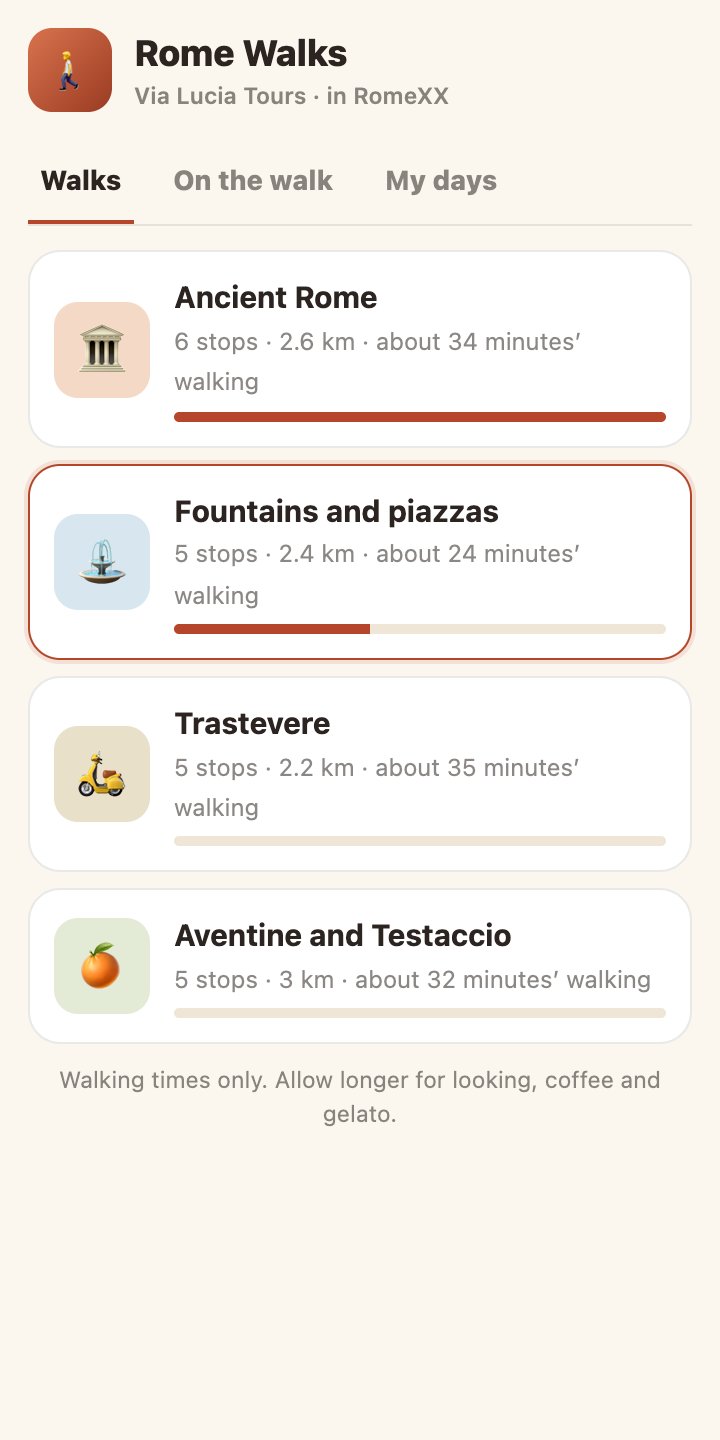 Rome Walks
Via Lucia Tours · in RomeXX
Walks On the walk My days
Ancient Rome
6 stops · 2.6 km · about 34 minutes’
walking
Fountains and piazzas
5 stops · 2.4 km · about 24 minutes’
walking
Trastevere
5 stops · 2.2 km · about 35 minutes’
walking
Aventine and Testaccio
5 stops · 3 km · about 32 minutes’ walking
Walking times only. Allow longer for looking, coffee and
gelato.